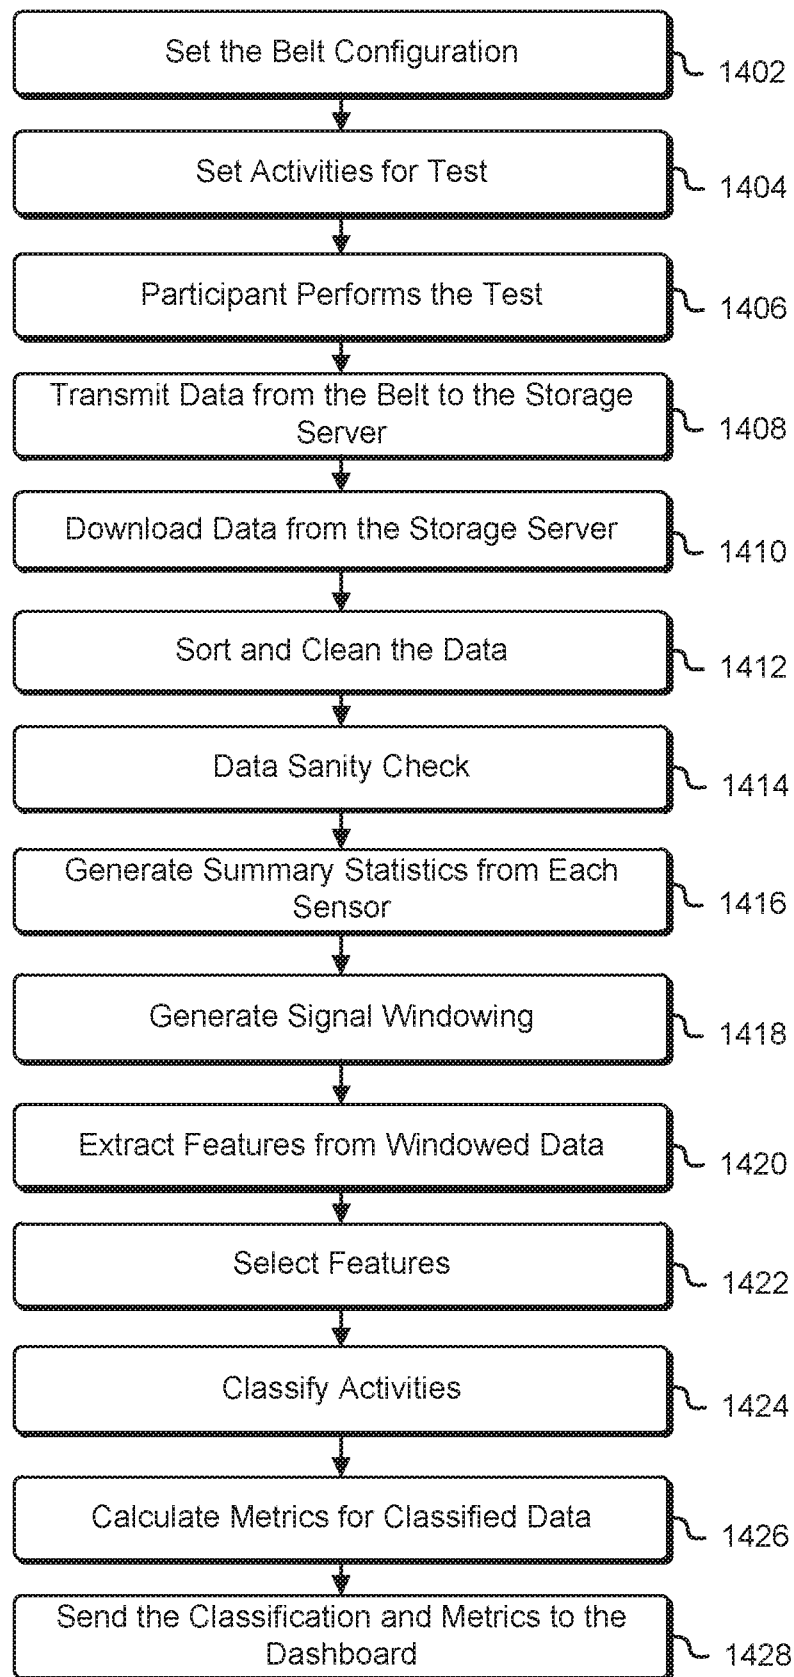 Set the Belt Configuration
1402
Set Activities for Test
1404
Participant Performs the Test
1406
Transmit Data from the Belt to the Storage
Server
1408
Download Data from the Storage Server
1410
Sort and Clean the Data
1412
Data Sanity Check
1414
Generate Summary Statistics from Each
Sensor
1416
Generate Signal Windowing
1418
Extract Features from Windowed Data
1420
Select Features
1422
Classify Activities
1424
Calculate Metrics for Classified Data
1426
Send the Classification and Metrics to the
Dashboard
1428